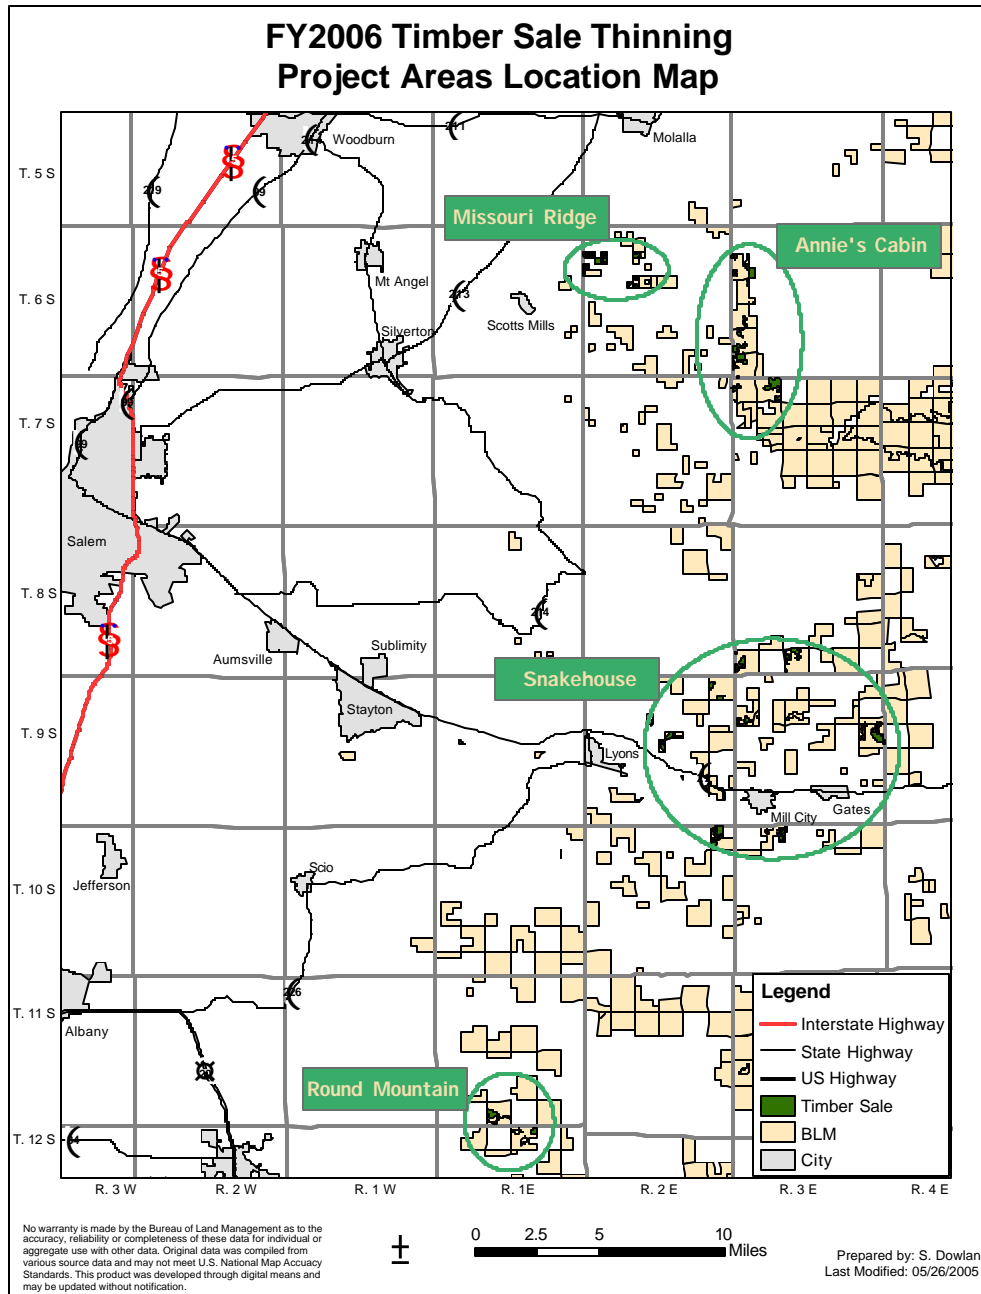 FY2006 Timber Sale Thinning
Project Areas Location Map
Woodburn
211
Molalla
T. 5 S
219
99
Missouri Ridge
Annie's Cabin
Mt Angel
T. 6 S
213
Scotts Mills
Silverton
T. 7 S
Salem
T. 8 S
214
Sublimity
Aumsville
Snakehouse
Stayton
T. 9 S
Lyons
Gates
Mill City
Jefferson
Scio
T. 10 S
226
T. 11 S
Albany
Round Mountain
T. 12 S
Legend
Interstate Highway
State Highway
US Highway
Timber Sale
BLM
City
R. 3 W
R. 2 W
R. 1 W
R. 1E
R. 2 E
R. 3 E
R. 4 E
No warranty is made by the Bureau of Land Management as to the
accuracy, reliability or completeness of these data for individual or
aggregate use with other data. Original data was compiled from
various source data and may not meet U.S. National Map Accuacy
Standards. This product was developed through digital means and
may be updated without notification.
±
0 2.5 5 10
Miles
Prepared by: S. Dowlan
Last Modified: 05/26/2005